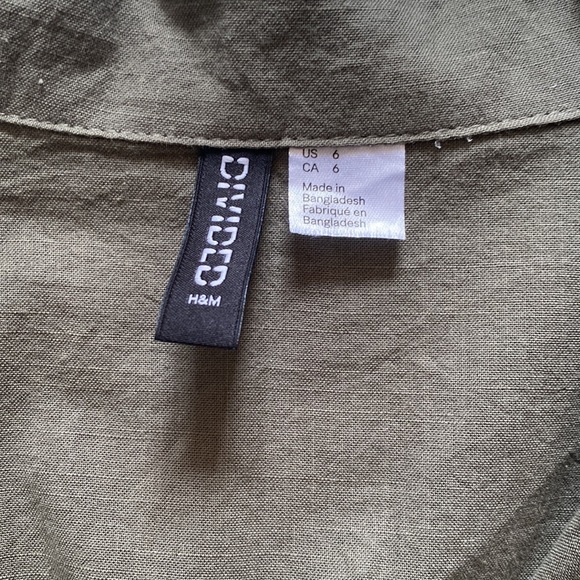 DIVIDED
H&M
US 6
CA 6
Made in
Bangladesh
Fabriqué en
Bangladesh